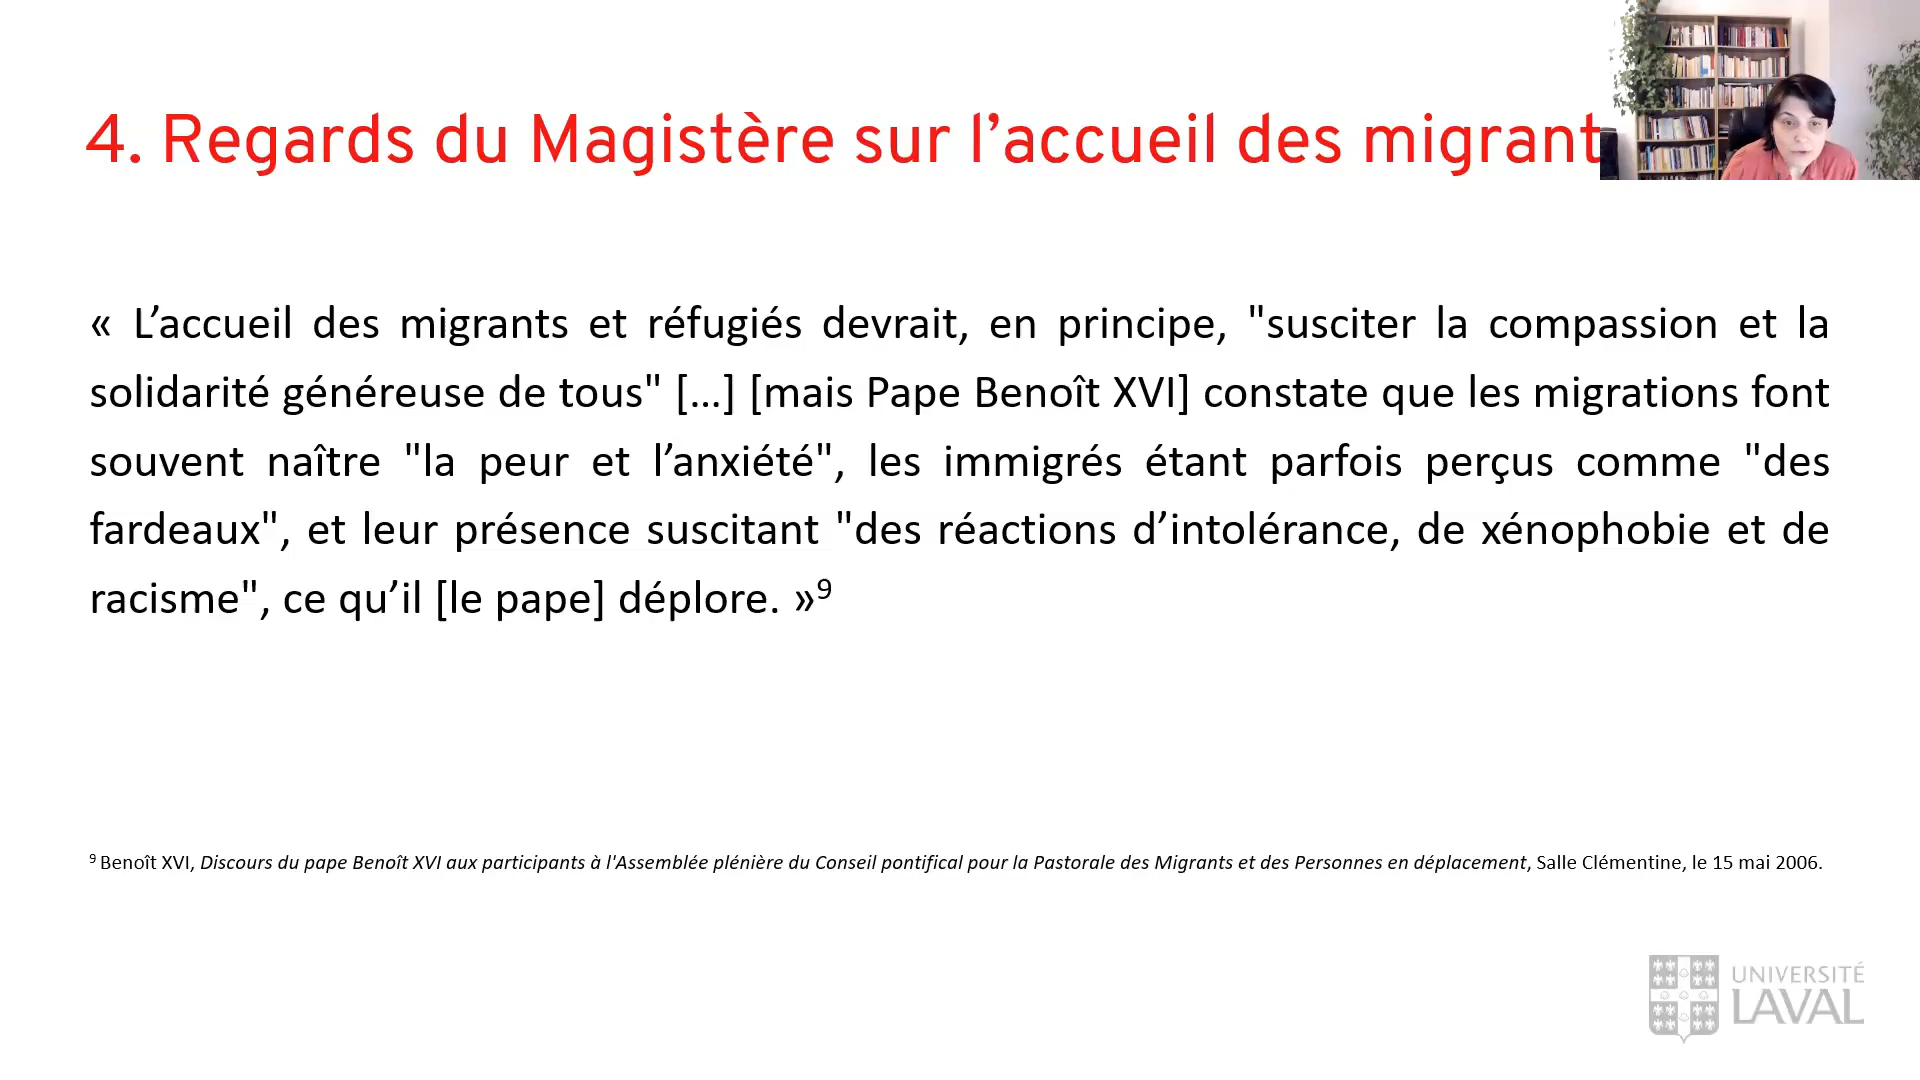 4. Regards du Magistère sur l’accueil des migrant
« L’accueil des migrants et réfugiés devrait, en principe, "susciter la compassion et la
solidarité généreuse de tous" [...] [mais Pape Benoît XVI] constate que les migrations font
souvent naître "la peur et l’anxiété", les immigrés étant parfois perçus comme "des
fardeaux", et leur présence suscitant "des réactions d’intolérance, de xénophobie et de
racisme", ce qu’il [le pape] déplore. »⁹
⁹ Benoît XVI, Discours du pape Benoît XVI aux participants à l'Assemblée plénière du Conseil pontifical pour la Pastorale des Migrants et des Personnes en déplacement, Salle Clémentine, le 15 mai 2006.
UNIVERSITÉ
LAVAL